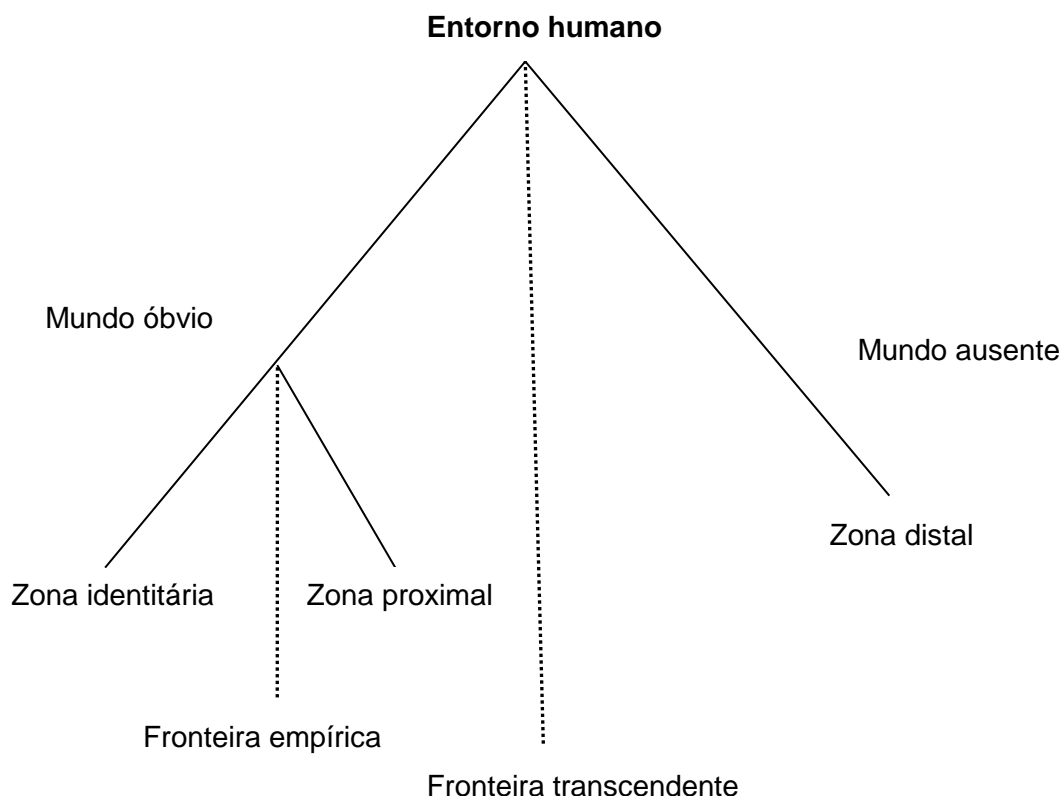 Entorno humano
Mundo óbvio
Mundo ausente
Zona distal
Zona identitária
Zona proximal
Fronteira empírica
Fronteira transcendente